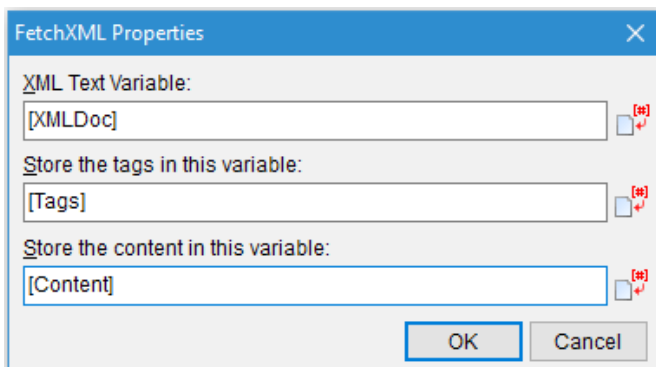 FetchXML Properties
XML Text Variable:
[XMLDoc]
[#]
Store the tags in this variable:
[Tags]
[#]
Store the content in this variable:
[Content]
[#]
OK Cancel